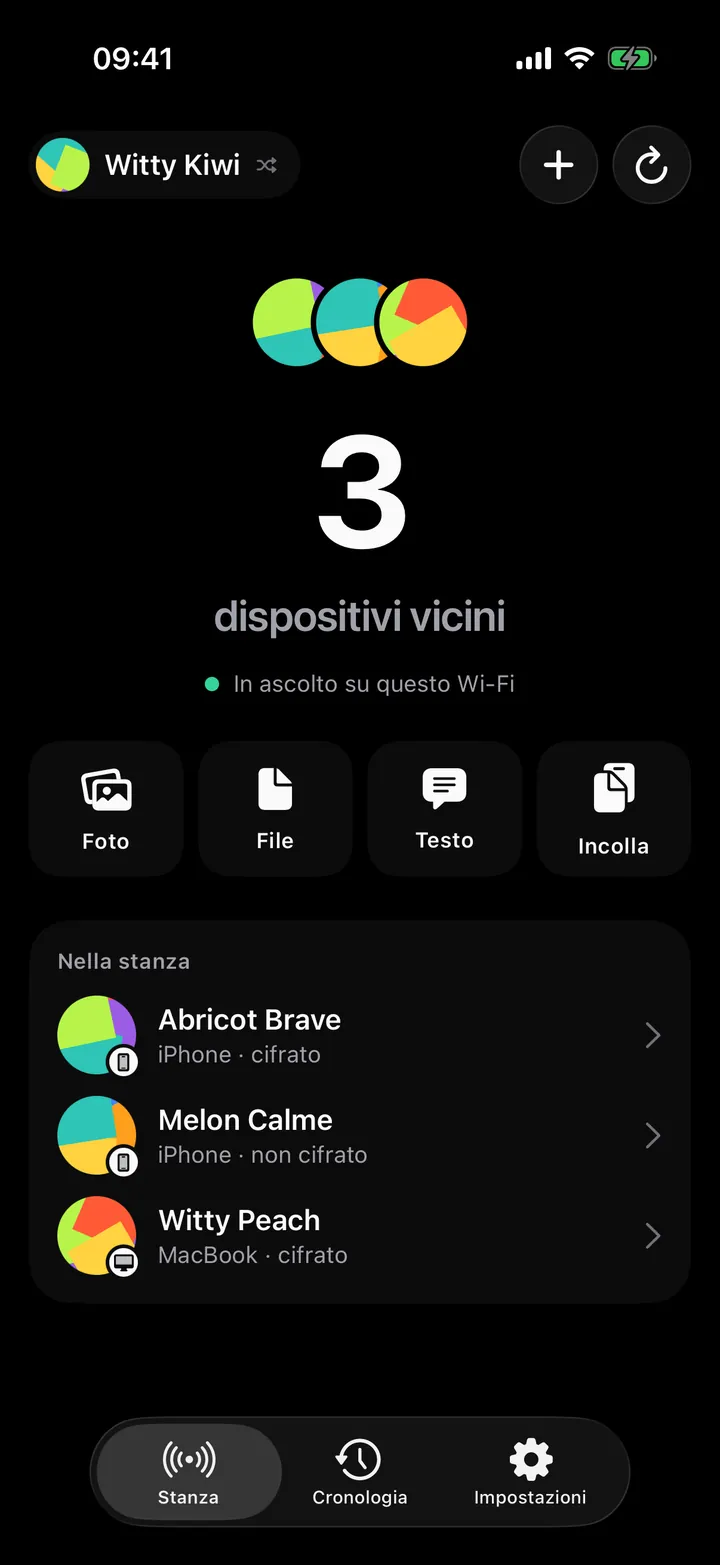 09:41
Witty Kiwi
3
dispositivi vicini
In ascolto su questo Wi-Fi
Foto
File
Testo
Incolla
Nella stanza
Abricot Brave
iPhone · cifrato
Melon Calme
iPhone · non cifrato
Witty Peach
MacBook · cifrato
Stanza
Cronologia
Impostazioni